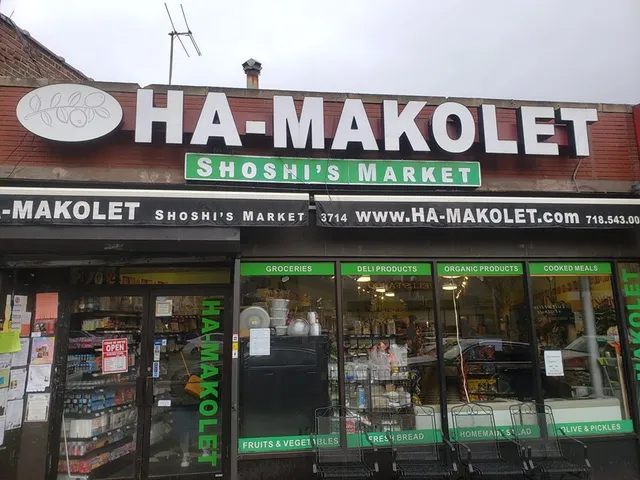 HA-MAKOLET
SHOSHI'S MARKET
-MAKOLET SHOSHI'S MARKET 3714 www.HA-MAKOLET.com 718.543.00
GROCERIES DELI PRODUCTS ORGANIC PRODUCTS COOKED MEALS
OPEN
HA-MAKOLET
FRUITS & VEGETABLES FRESH BREAD HOMEMADE SALAD OLIVE & PICKLES